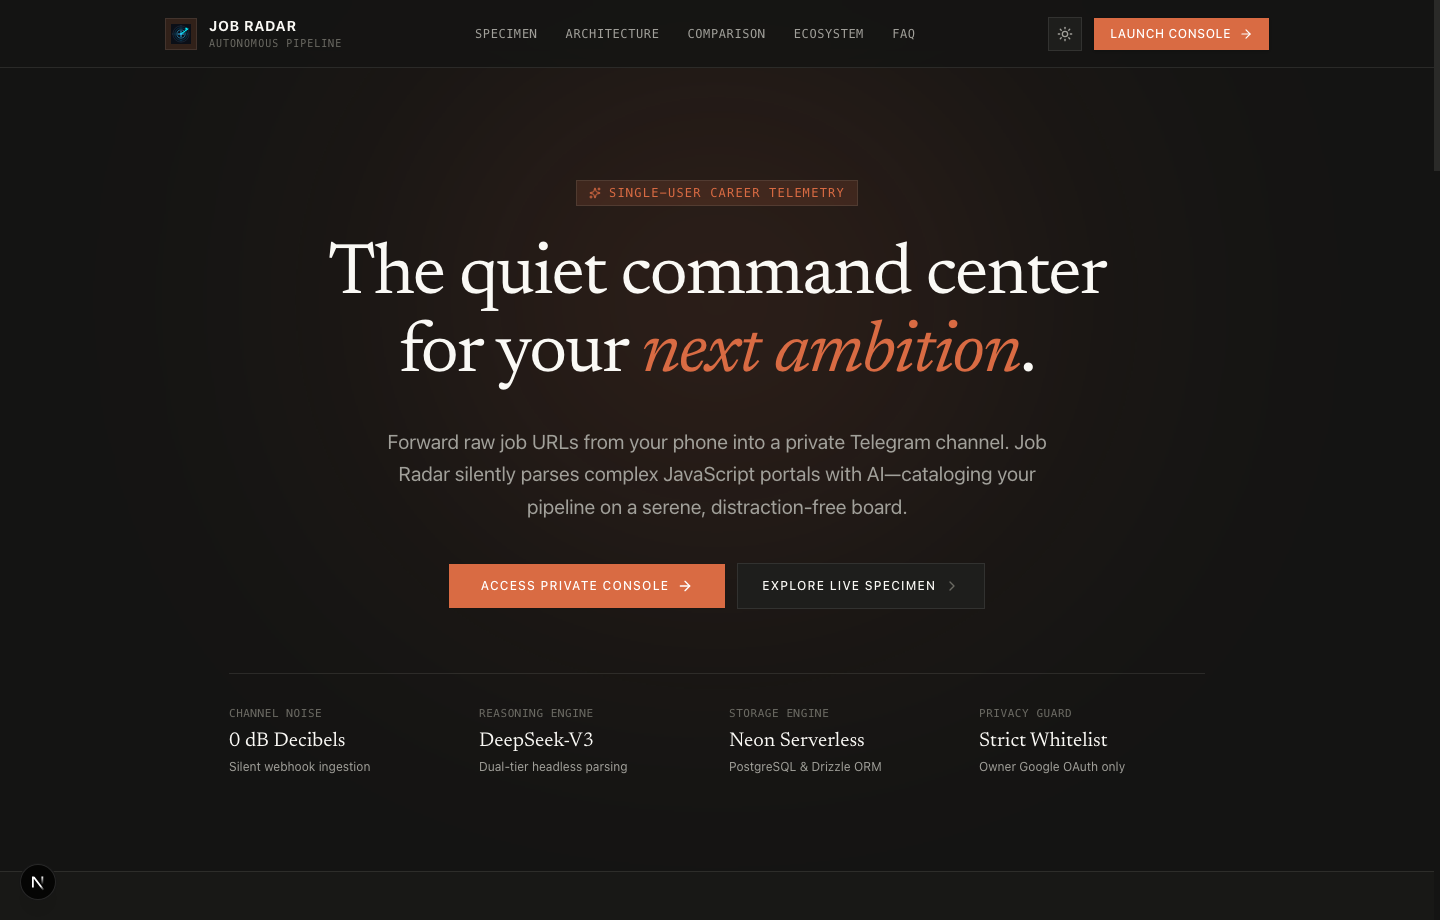 JOB RADAR
AUTONOMOUS PIPELINE
SPECIMEN
ARCHITECTURE
COMPARISON
ECOSYSTEM
FAQ
LAUNCH CONSOLE
SINGLE-USER CAREER TELEMETRY
The quiet command center
for your next ambition.
Forward raw job URLs from your phone into a private Telegram channel. Job
Radar silently parses complex JavaScript portals with AI—cataloging your
pipeline on a serene, distraction-free board.
ACCESS PRIVATE CONSOLE
EXPLORE LIVE SPECIMEN
CHANNEL NOISE
0 dB Decibels
Silent webhook ingestion
REASONING ENGINE
DeepSeek-V3
Dual-tier headless parsing
STORAGE ENGINE
Neon Serverless
PostgreSQL & Drizzle ORM
PRIVACY GUARD
Strict Whitelist
Owner Google OAuth only
N